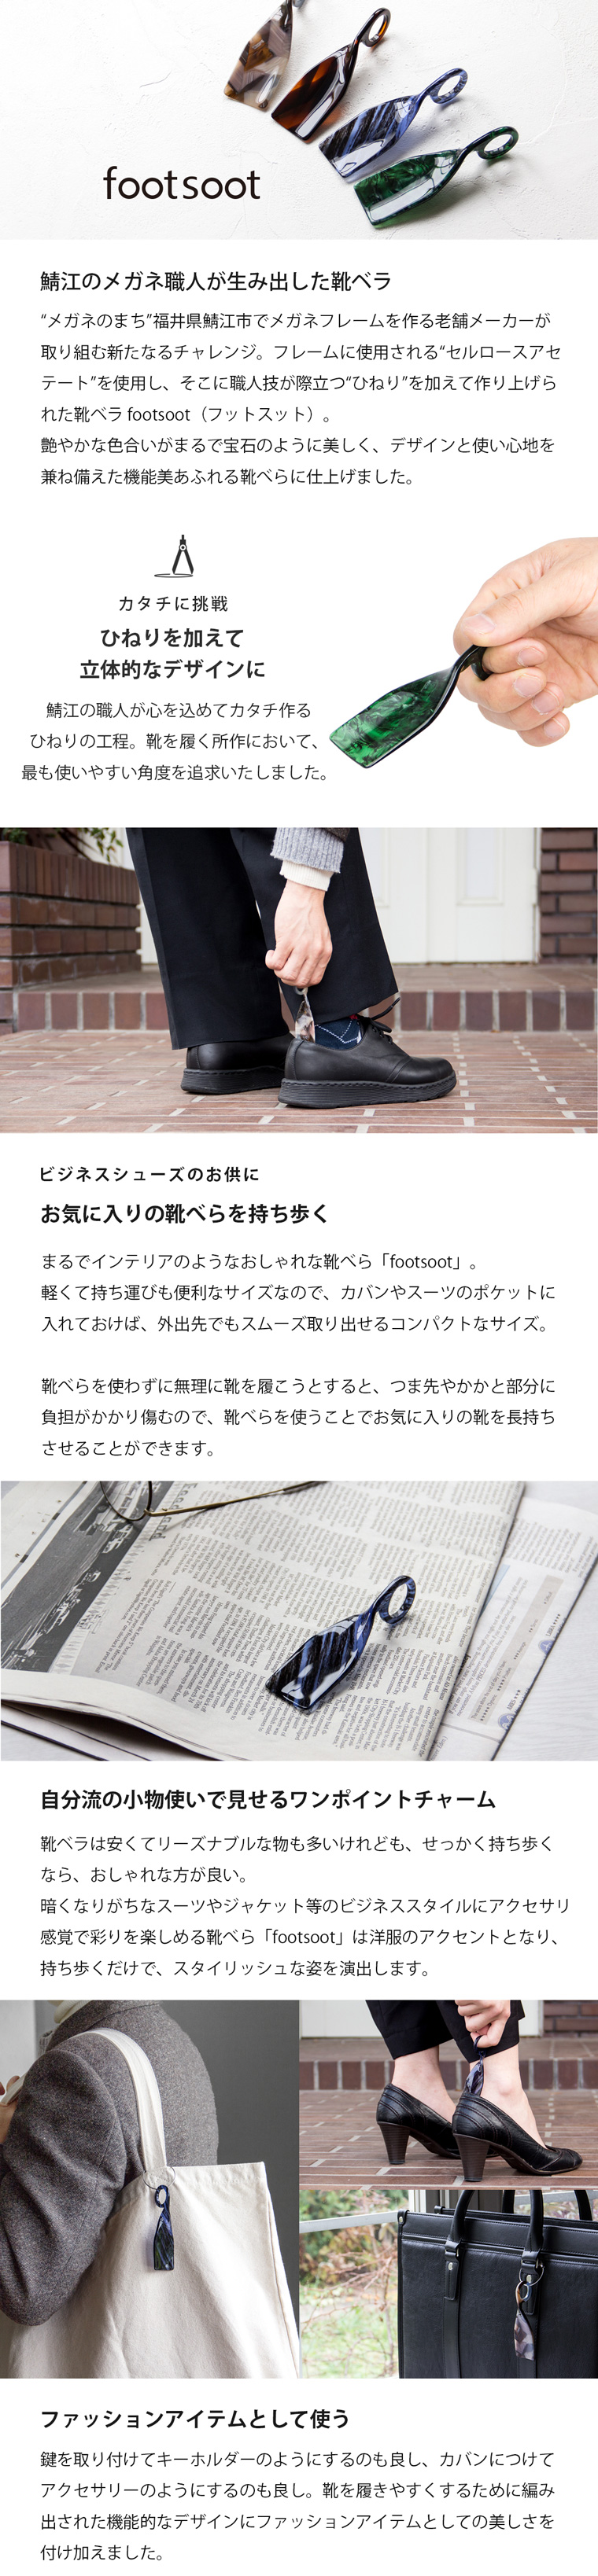 footsoot
鯖江のメガネ職人が生み出した靴ベラ
“メガネのまち”福井県鯖江市でメガネフレームを作る老舗メーカーが
取り組む新たなるチャレンジ。フレームに使用される“セルロースアセ
テート”を使用し、そこに職人技が際立つ“ひねり”を加えて作り上げら
れた靴ベラ footsoot（フットスット）。
艶やかな色合いがまるで宝石のように美しく、デザインと使い心地を
兼ね備えた機能美あふれる靴べらに仕上げました。
カタチに挑戦
ひねりを加えて
立体的なデザインに
鯖江の職人が心を込めてカタチ作る
ひねりの工程。靴を履く所作において、
最も使いやすい角度を追求いたしました。
ビジネスシューズのお供に
お気に入りの靴べらを持ち歩く
まるでインテリアのようなおしゃれな靴べら「footsoot」。
軽くて持ち運びも便利なサイズなので、カバンやスーツのポケットに
入れておけば、外出先でもスムーズ取り出せるコンパクトなサイズ。
靴べらを使わずに無理に靴を履こうとすると、つま先やかかと部分に
負担がかかり傷むので、靴べらを使うことでお気に入りの靴を長持ち
させることができます。
自分流の小物使いで見せるワンポイントチャーム
靴ベラは安くてリーズナブルな物も多いけれども、せっかく持ち歩く
なら、おしゃれな方が良い。
暗くなりがちなスーツやジャケット等のビジネススタイルにアクセサリ
感覚で彩りを楽しめる靴べら「footsoot」は洋服のアクセントとなり、
持ち歩くだけで、スタイリッシュな姿を演出します。
ファッションアイテムとして使う
鍵を取り付けてキーホルダーのようにするのも良し、カバンにつけて
アクセサリーのようにするのも良し。靴を履きやすくするために編み
出された機能的なデザインにファッションアイテムとしての美しさを
付け加えました。